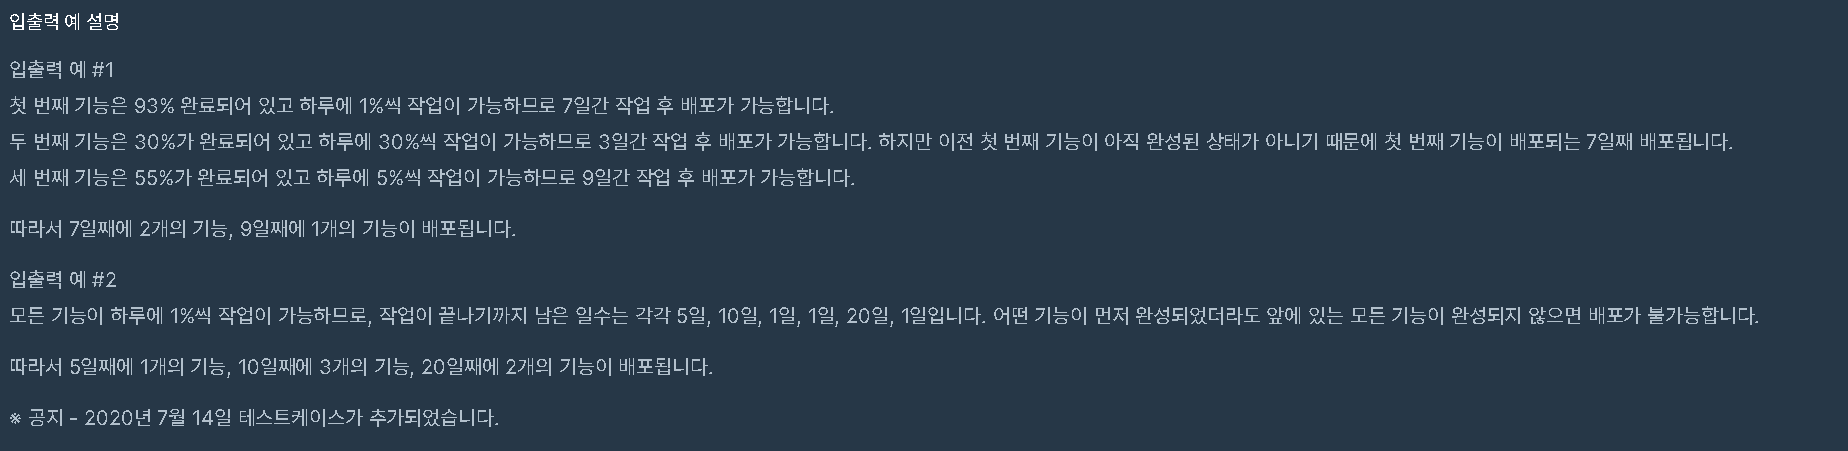 입출력 예 설명
입출력 예 #1
첫 번째 기능은 93% 완료되어 있고 하루에 1%씩 작업이 가능하므로 7일간 작업 후 배포가 가능합니다.
두 번째 기능은 30%가 완료되어 있고 하루에 30%씩 작업이 가능하므로 3일간 작업 후 배포가 가능합니다. 하지만 이전 첫 번째 기능이 아직 완성된 상태가 아니기 때문에 첫 번째 기능이 배포되는 7일째 배포됩니다.
세 번째 기능은 55%가 완료되어 있고 하루에 5%씩 작업이 가능하므로 9일간 작업 후 배포가 가능합니다.
따라서 7일째에 2개의 기능, 9일째에 1개의 기능이 배포됩니다.
입출력 예 #2
모든 기능이 하루에 1%씩 작업이 가능하므로, 작업이 끝나기까지 남은 일수는 각각 5일, 10일, 1일, 1일, 20일, 1일입니다. 어떤 기능이 먼저 완성되었더라도 앞에 있는 모든 기능이 완성되지 않으면 배포가 불가능합니다.
따라서 5일째에 1개의 기능, 10일째에 3개의 기능, 20일째에 2개의 기능이 배포됩니다.
※ 공지 - 2020년 7월 14일 테스트케이스가 추가되었습니다.